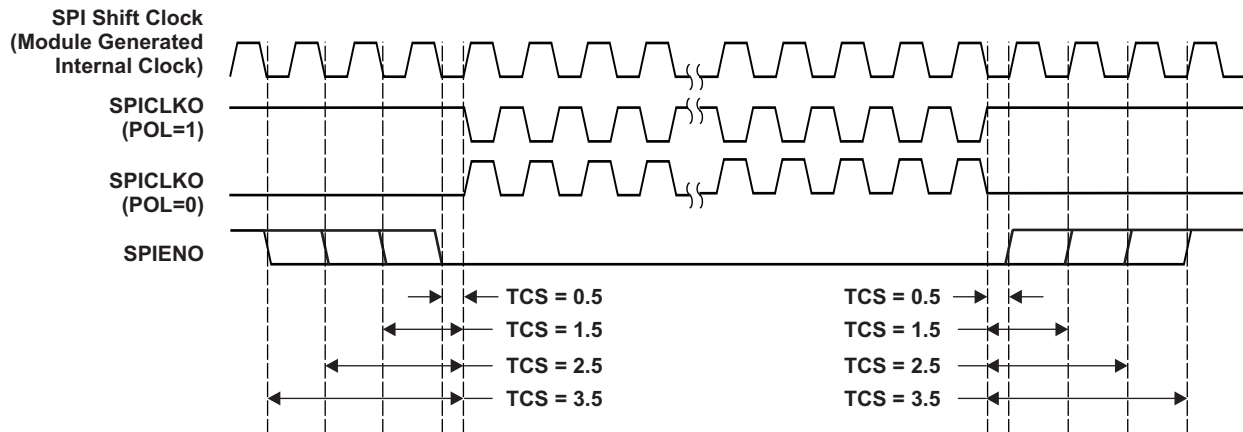 SPI Shift Clock
(Module Generated
Internal Clock)
SPICLKO
(POL=1)
SPICLKO
(POL=0)
SPIENO
TCS = 0.5
TCS = 0.5
TCS = 1.5
TCS = 1.5
TCS = 2.5
TCS = 2.5
TCS = 3.5
TCS = 3.5